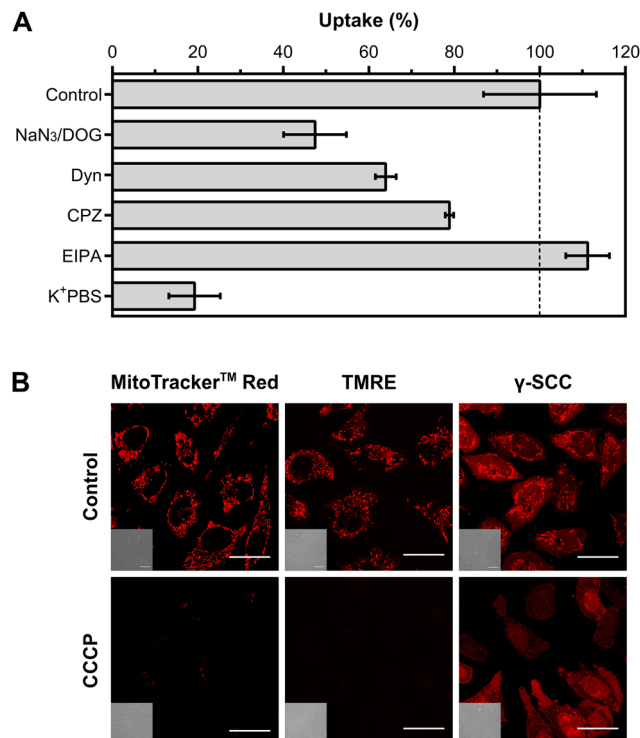 A
Uptake (%)
0 20 40 60 80 100 120
Control
NaN₃/DOG
Dyn
CPZ
EIPA
K⁺PBS
B
MitoTracker™ Red TMRE γ-SCC
Control
CCCP